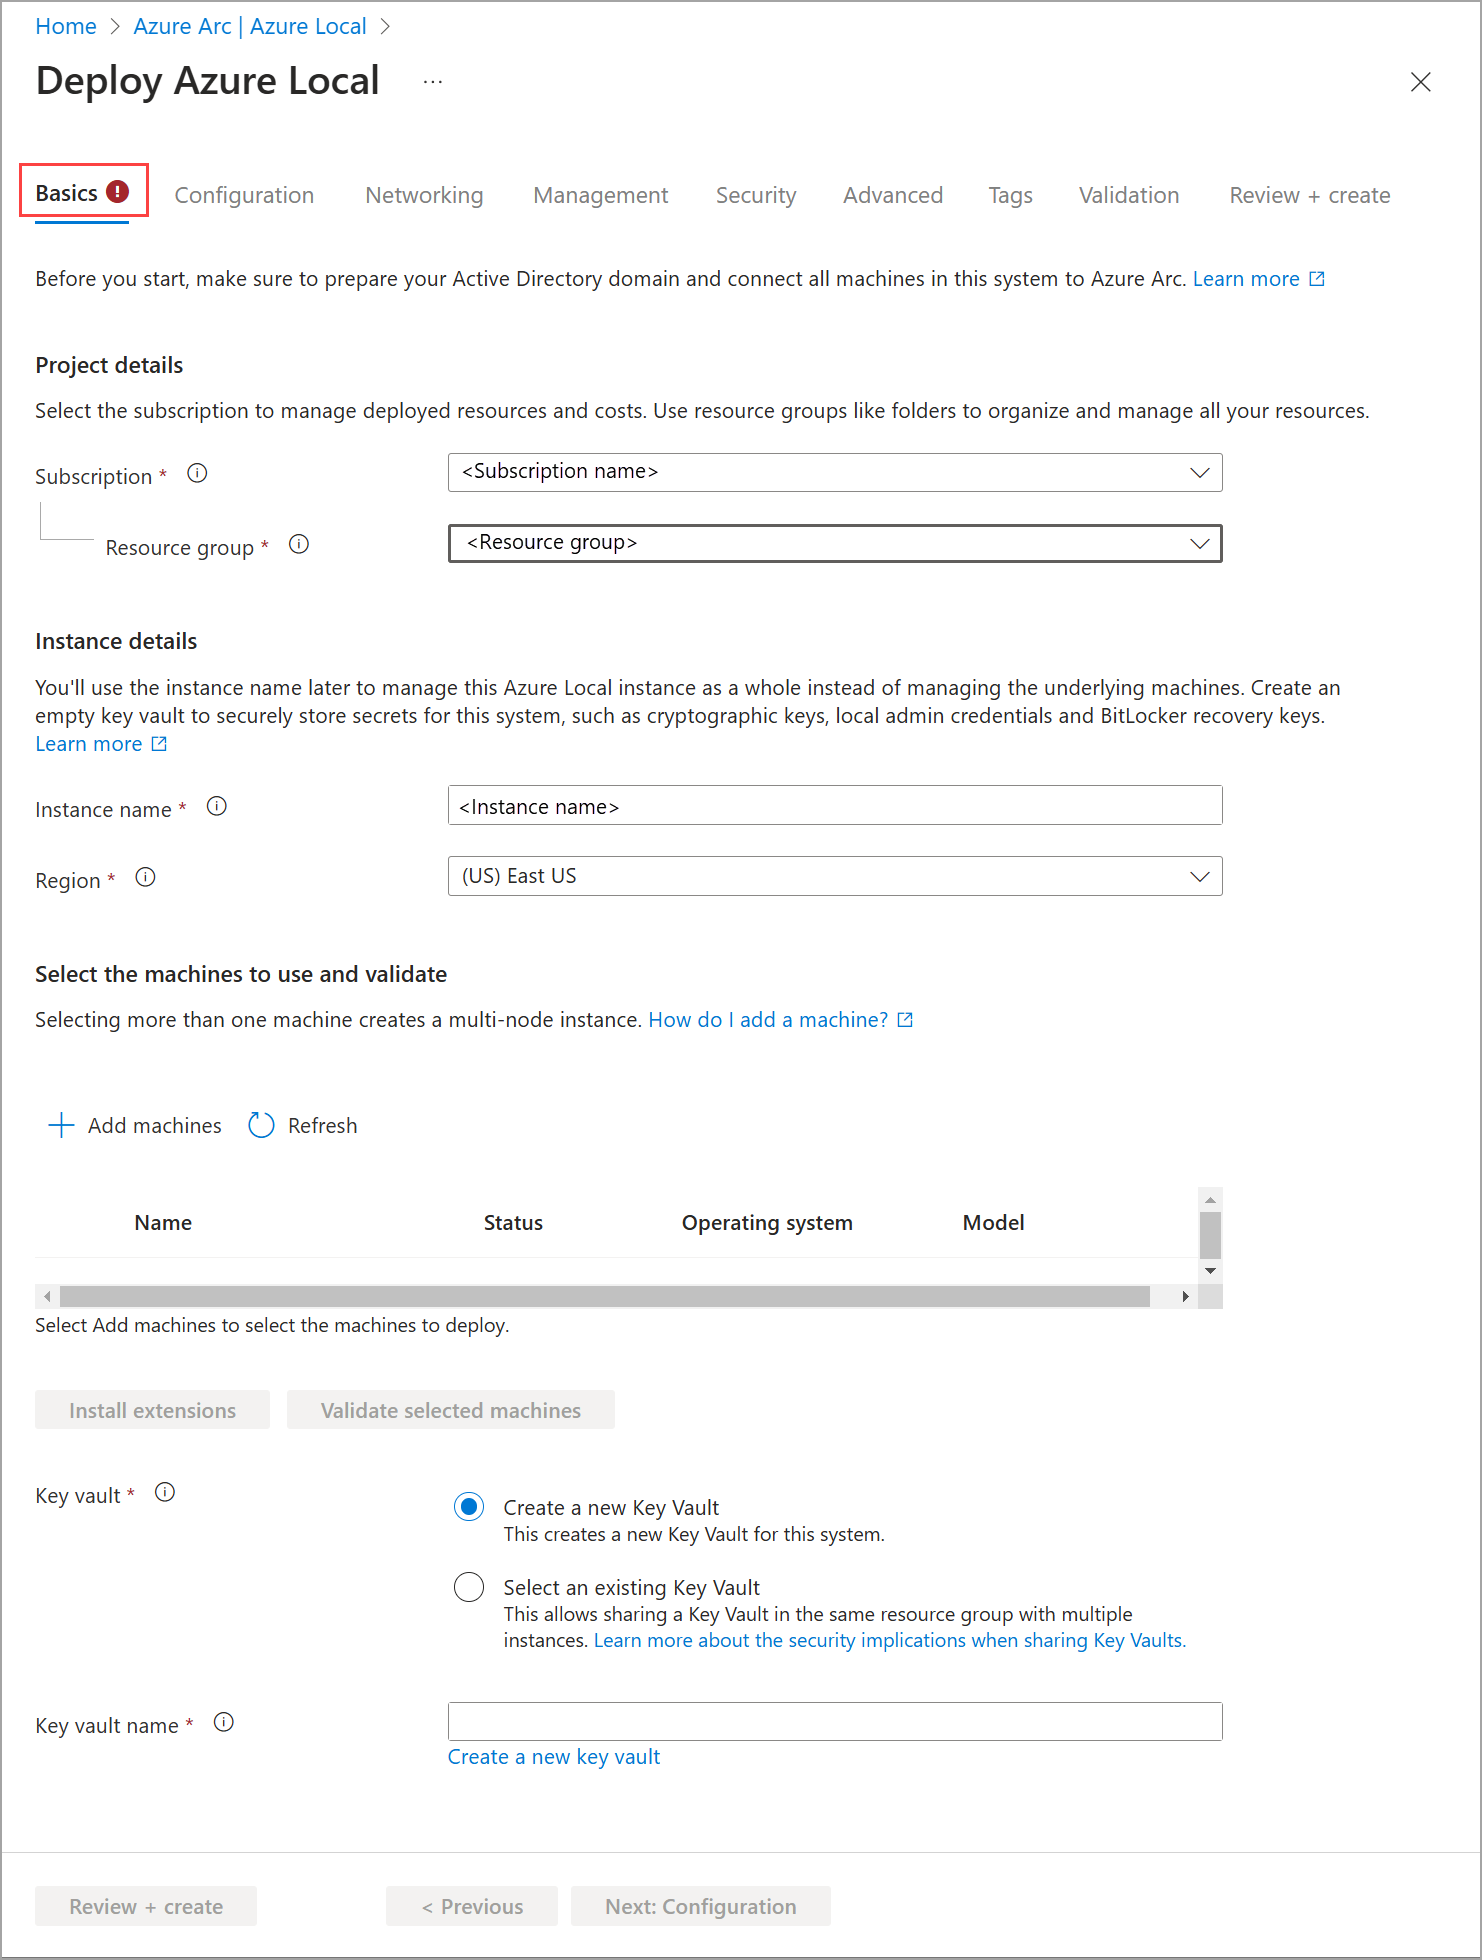 Home > Azure Arc | Azure Local >
Deploy Azure Local ...
Basics ! Configuration Networking Management Security Advanced Tags Validation Review + create
Before you start, make sure to prepare your Active Directory domain and connect all machines in this system to Azure Arc. Learn more
Project details
Select the subscription to manage deployed resources and costs. Use resource groups like folders to organize and manage all your resources.
Subscription * <Subscription name>
Resource group * <Resource group>
Instance details
You'll use the instance name later to manage this Azure Local instance as a whole instead of managing the underlying machines. Create an
empty key vault to securely store secrets for this system, such as cryptographic keys, local admin credentials and BitLocker recovery keys.
Learn more
Instance name * <Instance name>
Region * (US) East US
Select the machines to use and validate
Selecting more than one machine creates a multi-node instance. How do I add a machine?
Add machines Refresh
Name Status Operating system Model
Select Add machines to select the machines to deploy.
Install extensions Validate selected machines
Key vault * Create a new Key Vault
This creates a new Key Vault for this system.
Select an existing Key Vault
This allows sharing a Key Vault in the same resource group with multiple
instances. Learn more about the security implications when sharing Key Vaults.
Key vault name *
Create a new key vault
Review + create < Previous Next: Configuration